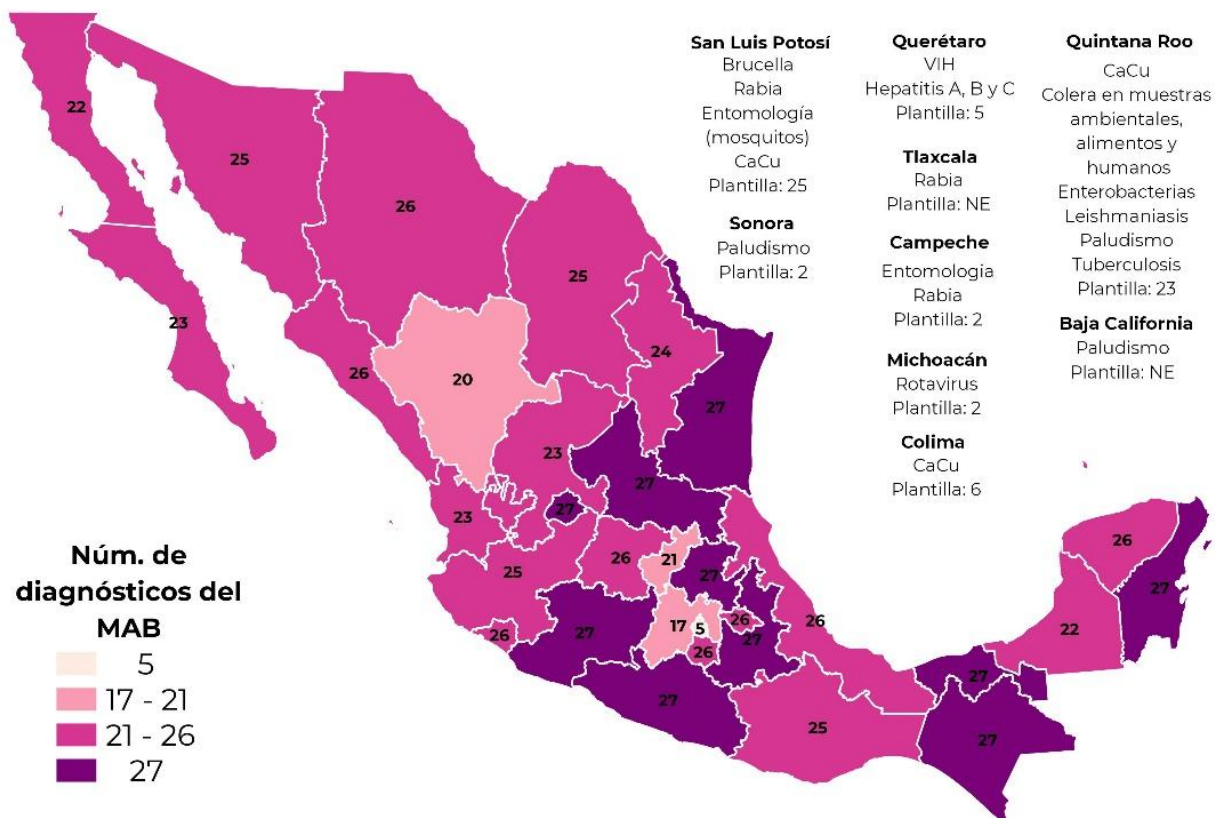 San Luis Potosí
Brucella
Rabia
Entomología
(mosquitos)
CaCu
Plantilla: 25
Sonora
Paludismo
Plantilla: 2
Querétaro
VIH
Hepatitis A, B y C
Plantilla: 5
Tlaxcala
Rabia
Plantilla: NE
Campeche
Entomologia
Rabia
Plantilla: 2
Michoacán
Rotavirus
Plantilla: 2
Colima
CaCu
Plantilla: 6
Quintana Roo
CaCu
Colera en muestras
ambientales,
alimentos y
humanos
Enterobacterias
Leishmaniasis
Paludismo
Tuberculosis
Plantilla: 23
Baja California
Paludismo
Plantilla: NE
22
25
26
25
23
24
26
20
27
23
27
23
27
26
21
27
25
26
27
17
5
26
26
27
26
27
25
27
27
22
26
27
Núm. de
diagnósticos del
MAB
5
17 - 21
21 - 26
27